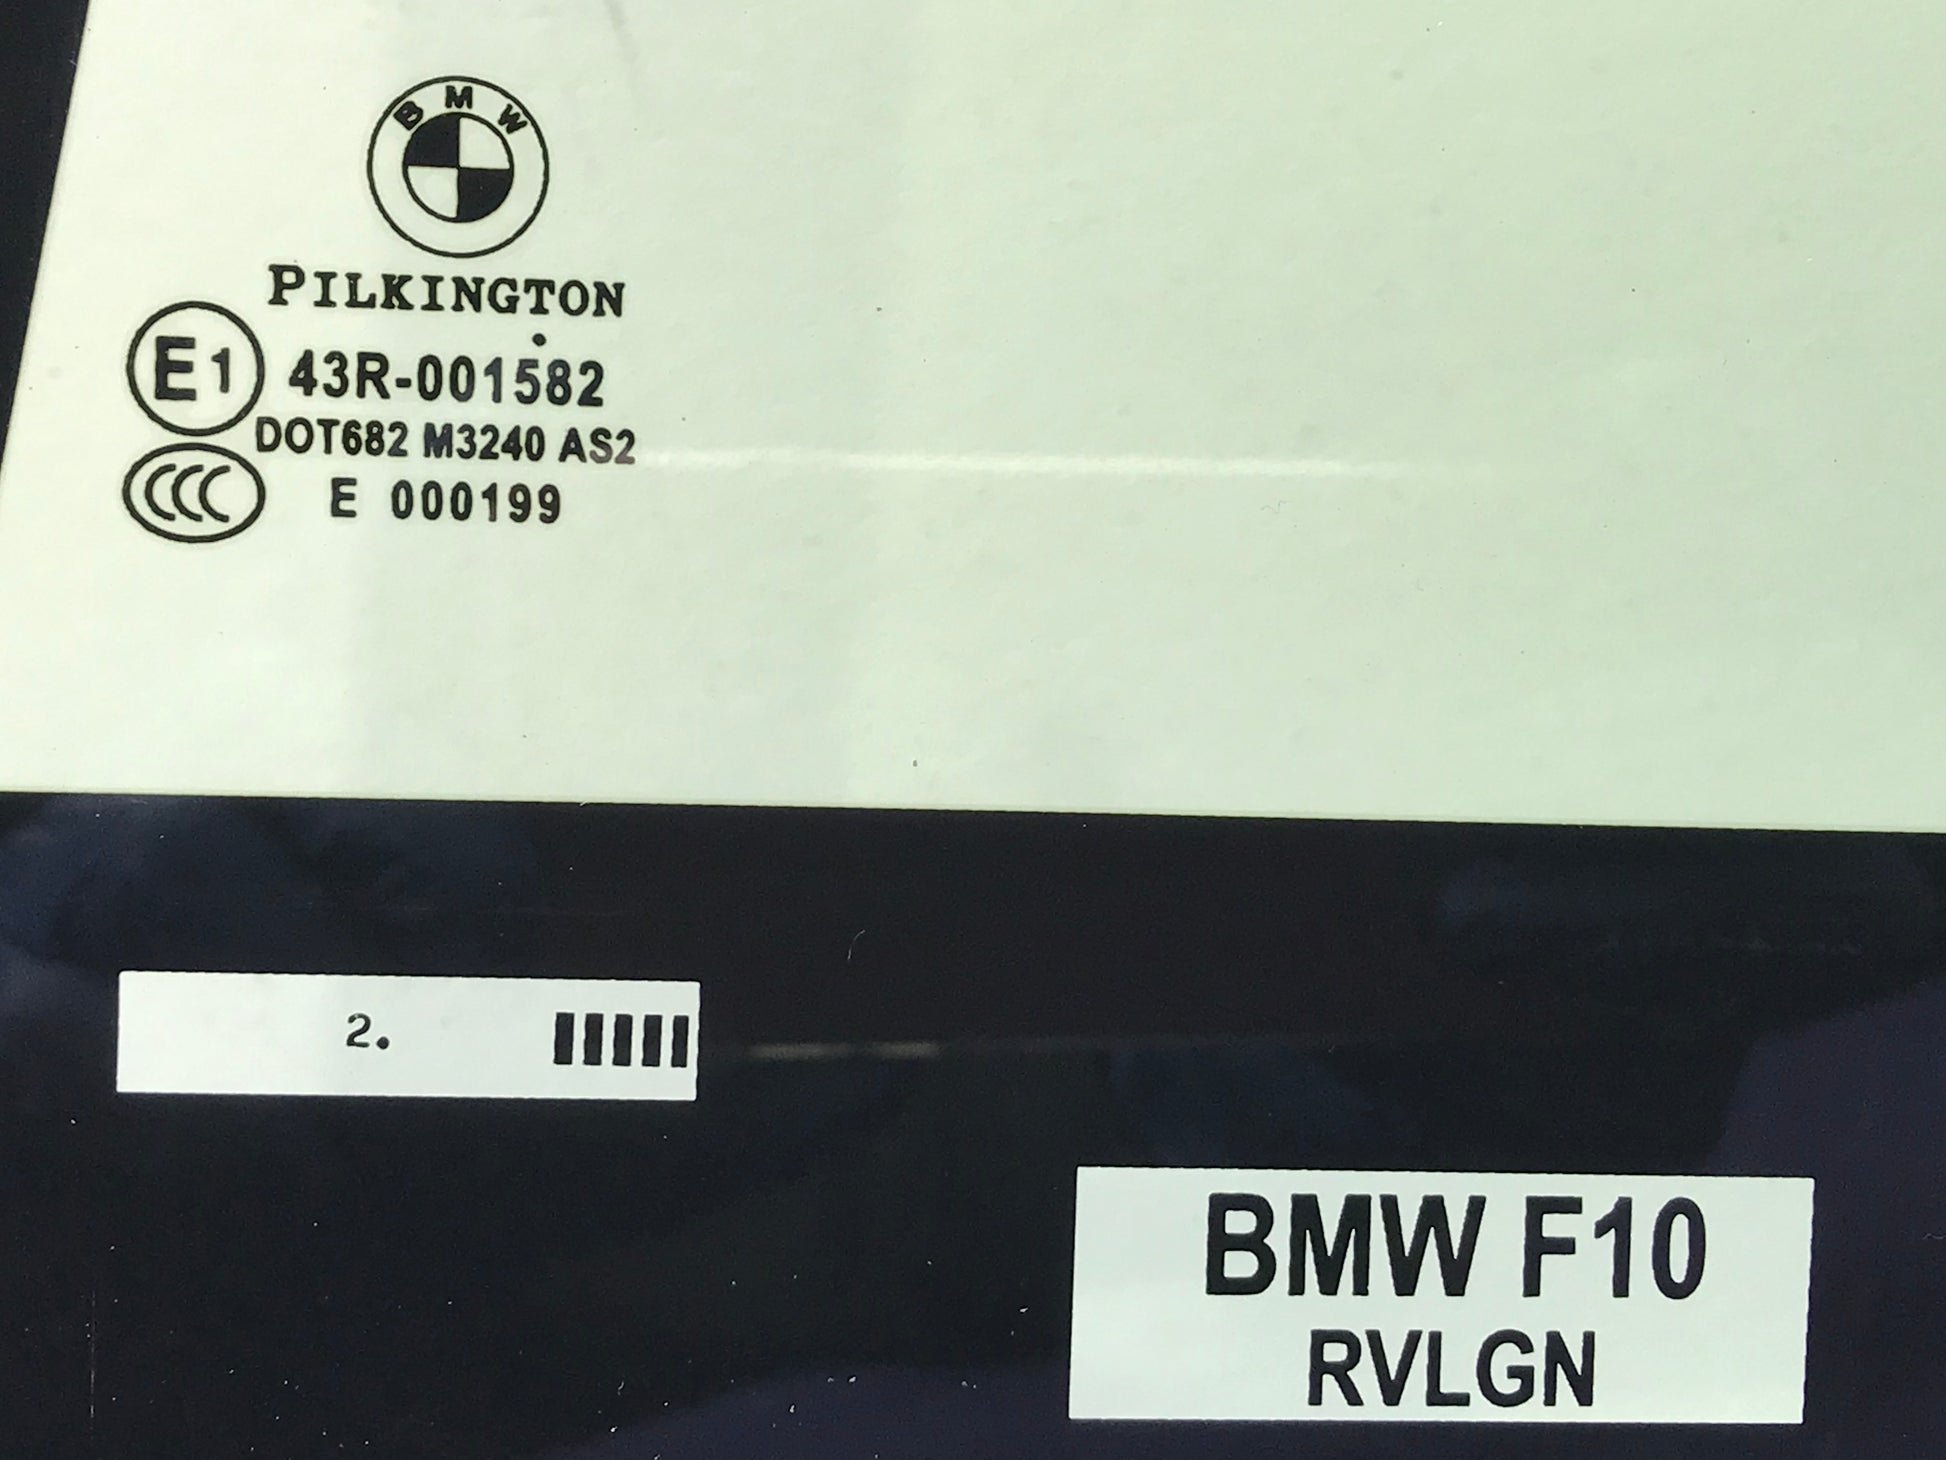 BMW
PILKINGTON
E1 43R-001582
DOT682 M3240 AS2
CCC E 000199
2.
BMW F10
RVLGN